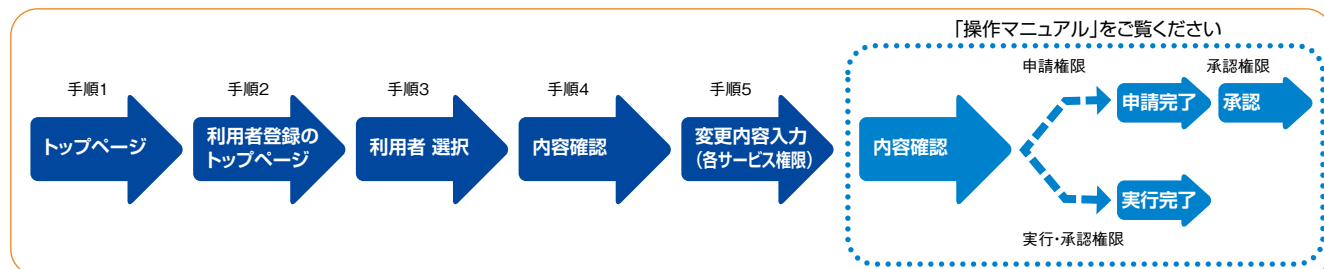 「操作マニュアル」をご覧ください
手順1
手順2
手順3
手順4
手順5
トップページ
利用者登録の
トップページ
利用者 選択
内容確認
変更内容入力
（各サービス権限）
内容確認
申請権限
承認権限
申請完了
承認
実行完了
実行・承認権限